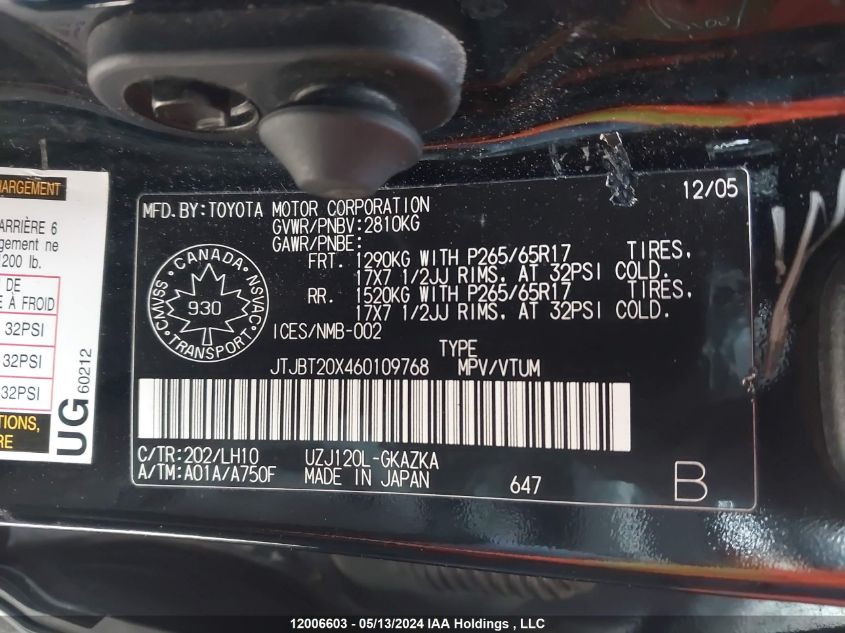 12/05
MFD.BY:TOYOTA MOTOR CORPORATION
GVWR/PNBV:2810KG
GAWR/PNBE:
FRT. 1290KG WITH P265/65R17 TIRES,
17X7 1/2JJ RIMS. AT 32PSI COLD.
RR. 1520KG WITH P265/65R17 TIRES,
17X7 1/2JJ RIMS. AT 32PSI COLD.
ICES/NMB-002
CANADA
CMVSS NSVAC
930
TRANSPORT
TYPE
JTJBT20X460109768 MPV/VTUM
C/TR:202/LH10 UZJ120L-GKAZKA
A/TM:A01A/A750F MADE IN JAPAN 647
B
HARGEMENT
ARRIÈRE 6
gement ne
200 lb.
DE
À FROID
32PSI
32PSI
32PSI
TIONS,
RE
UG 60212
12006603 - 05/13/2024 IAA Holdings , LLC